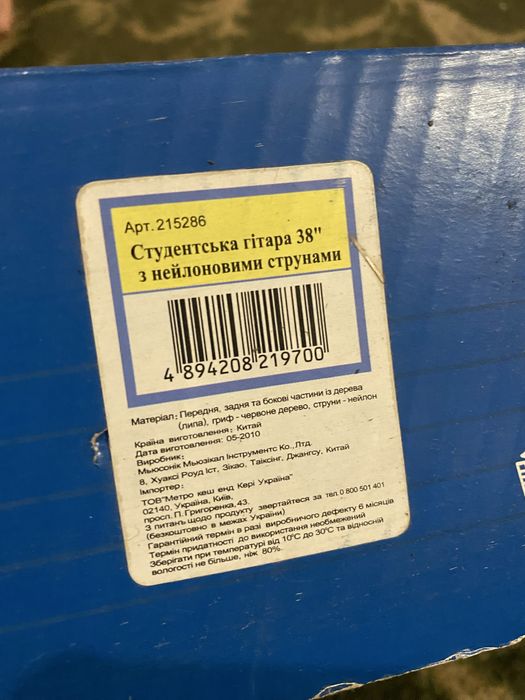 Арт.215286
Студентська гітара 38"
з нейлоновими струнами
4 894208 219700
Матеріал: Передня, задня та бокові частини із дерева
(липа), гриф - червоне дерево, струни - нейлон
Країна виготовлення: Китай
Дата виготовлення: 05-2010
Виробник:
Мьюсонік Мьюзікал Інструментс Ко.,Лтд.
8, Хуаксі Роуд Іст, Зікао, Таіксінг, Джангсу, Китай
Імпортер:
ТОВ"Метро кеш енд Кері Україна"
02140, Україна, Київ,
просп. П. Григоренка,43.
З питань щодо продукту звертайтеся за тел.0 800 501 401
(безкоштовно в межах України)
Гарантійний термін в разі виробничого дефекту 6 місяців
Термін придатності до використання необмежений
Зберігати при температурі від 10ºС до 30ºС та відносній
вологості не більше, ніж 80%.